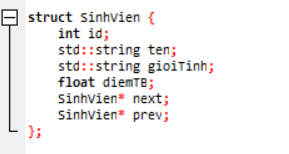 struct SinhVien {
int id;
std::string ten;
std::string gioiTinh;
float diemTB;
SinhVien* next;
SinhVien* prev;
};